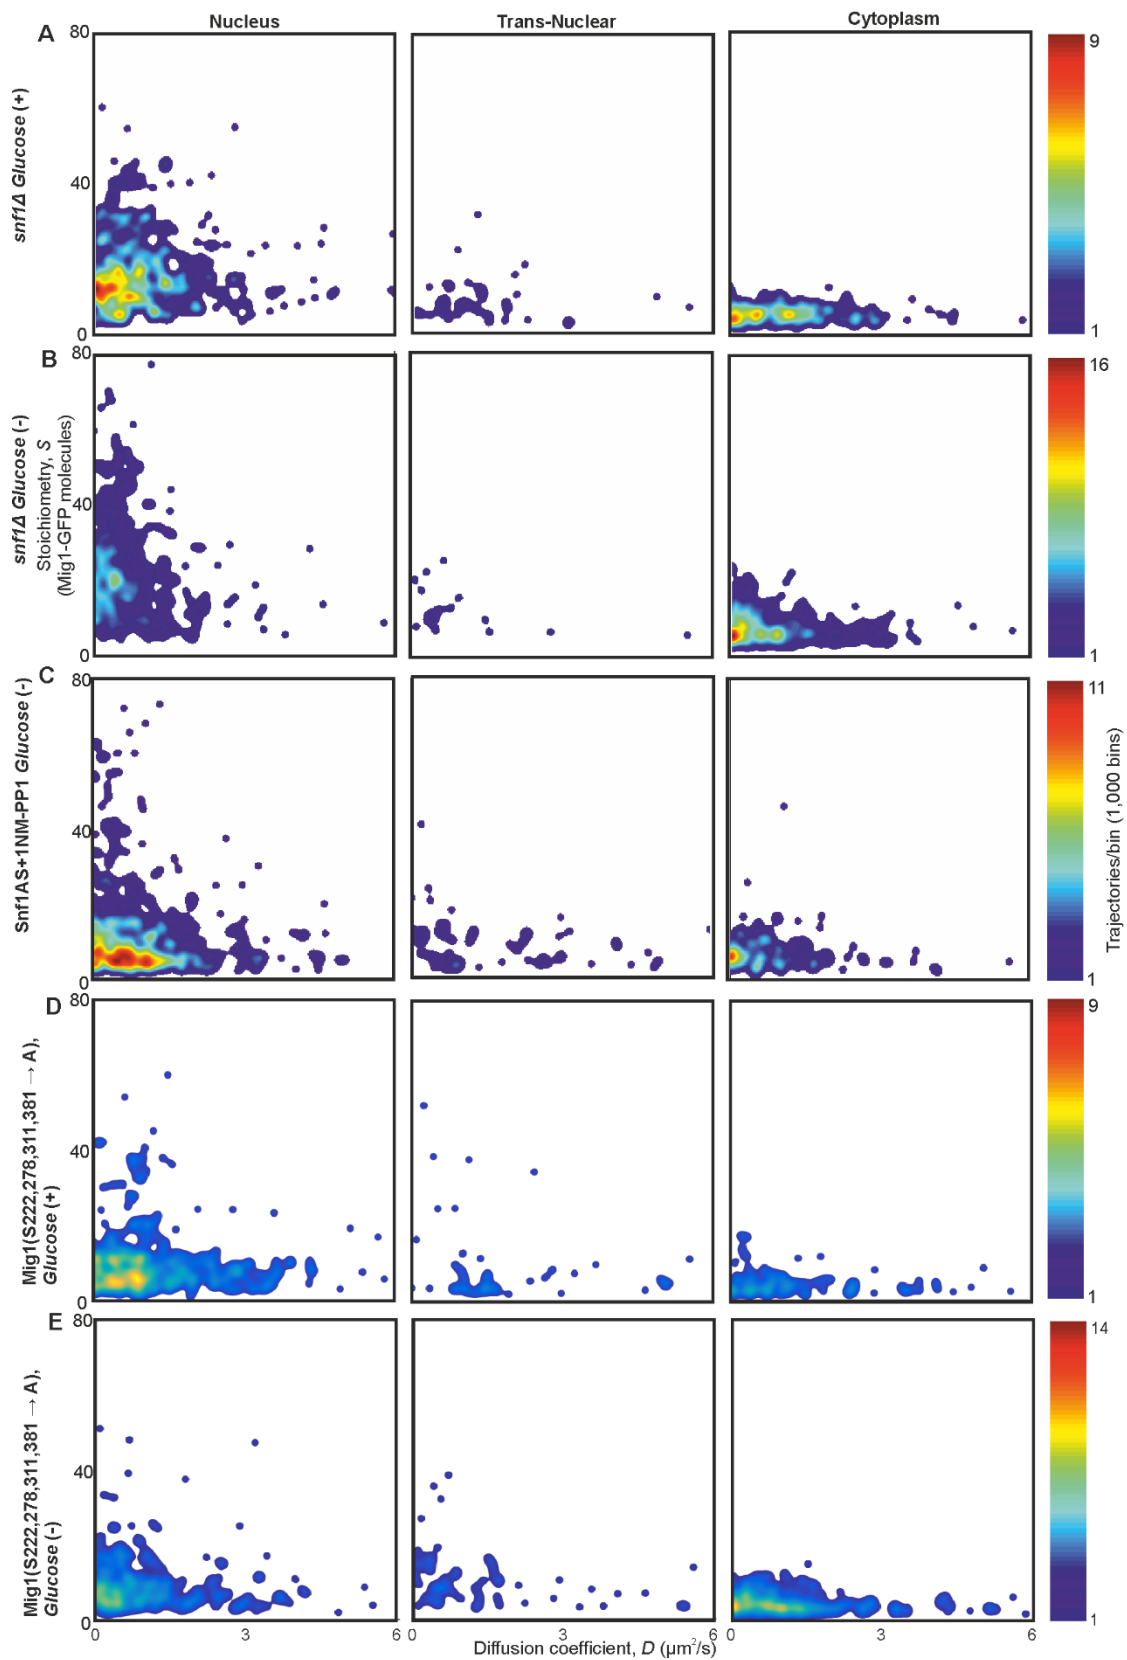 Nucleus
Trans-Nuclear
Cytoplasm
A
snf1Δ Glucose (+)
80
40
0
9
1
B
snf1Δ Glucose (-)
Stoichiometry, S
(Mig1-GFP molecules)
80
40
0
16
1
C
Snf1AS+1NM-PP1 Glucose (-)
80
40
0
11
1
Trajectories/bin (1,000 bins)
D
Mig1(S222,278,311,381 → A),
Glucose (+)
80
40
0
9
1
E
Mig1(S222,278,311,381 → A),
Glucose (-)
80
40
0
14
1
0 3 6 0 3 6 0 3 6
Diffusion coefficient, D (µm²/s)